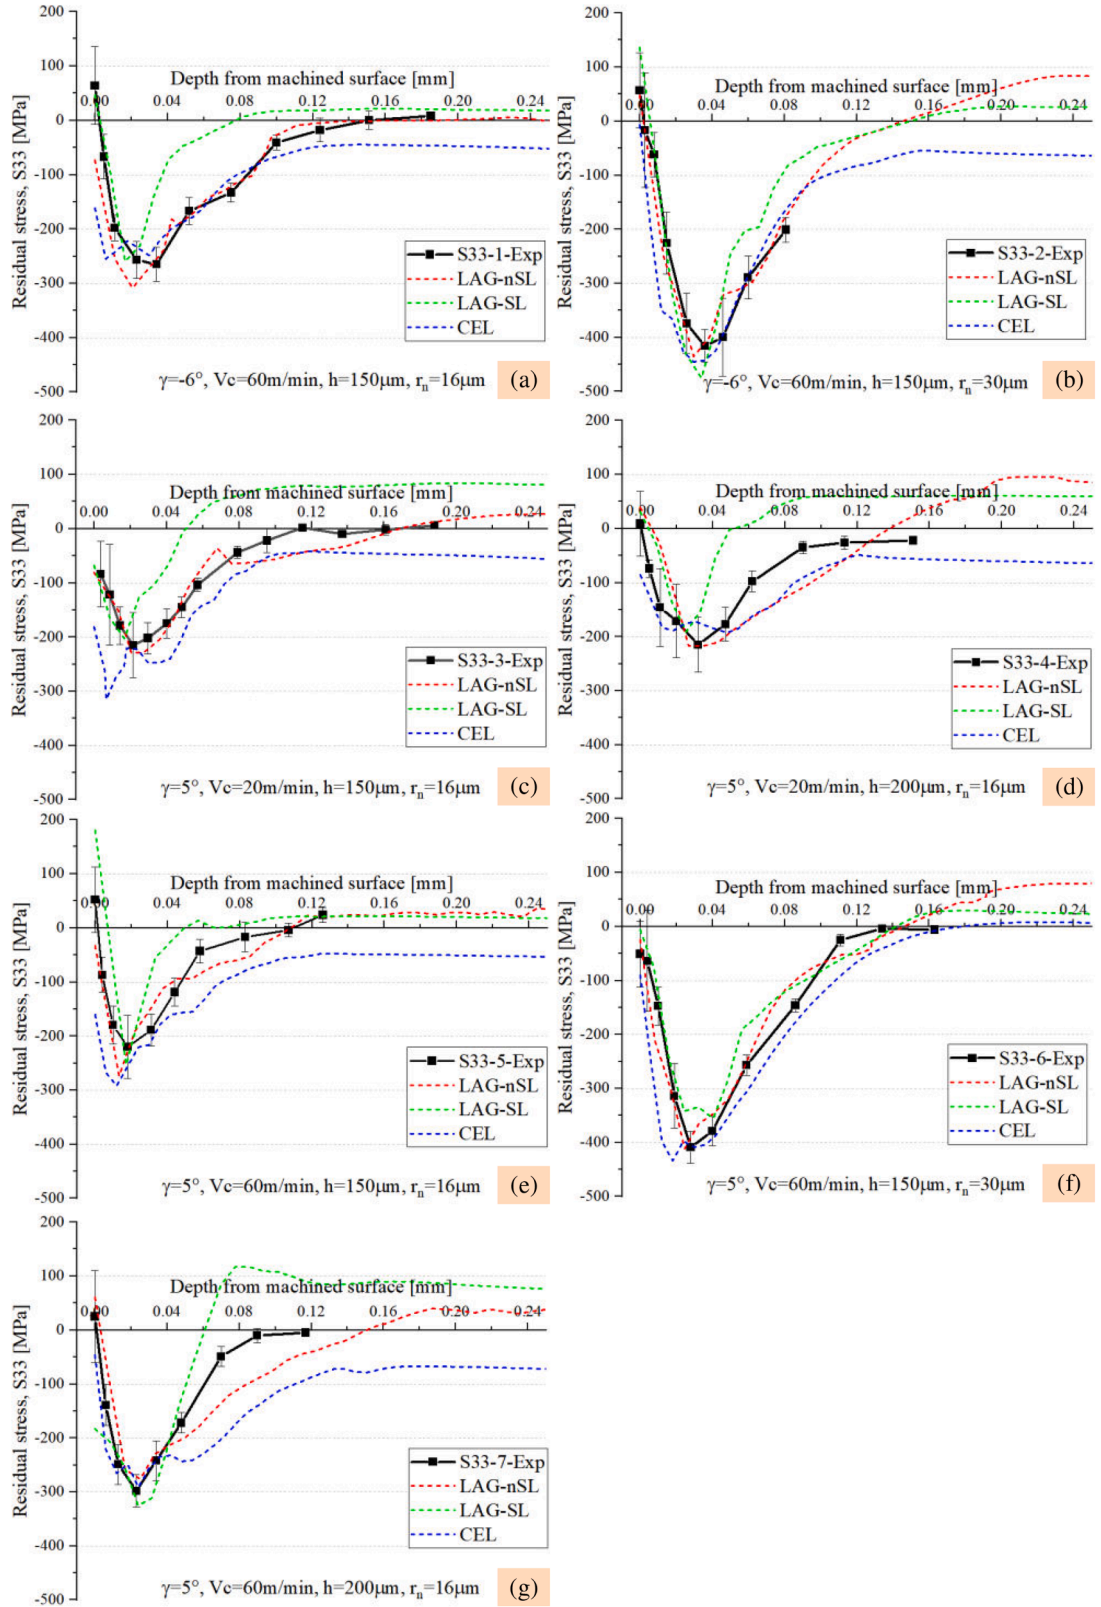 200
100
0
-100
-200
-300
-400
-500
Residual stress, S33 [MPa]
Depth from machined surface [mm]
0.00 0.04 0.08 0.12 0.16 0.20 0.24
S33-1-Exp
LAG-nSL
LAG-SL
CEL
γ=-6°, Vc=60m/min, h=150μm, rn=16μm
(a)
200
100
0
-100
-200
-300
-400
-500
Residual stress, S33 [MPa]
Depth from machined surface [mm]
0.00 0.04 0.08 0.12 0.16 0.20 0.24
S33-2-Exp
LAG-nSL
LAG-SL
CEL
γ=-6°, Vc=60m/min, h=150μm, rn=30μm
(b)
200
100
0
-100
-200
-300
-400
-500
Residual stress, S33 [MPa]
Depth from machined surface [mm]
0.00 0.04 0.08 0.12 0.16 0.20 0.24
S33-3-Exp
LAG-nSL
LAG-SL
CEL
γ=5°, Vc=20m/min, h=150μm, rn=16μm
(c)
200
100
0
-100
-200
-300
-400
-500
Residual stress, S33 [MPa]
Depth from machined surface [mm]
0.00 0.04 0.08 0.12 0.16 0.20 0.24
S33-4-Exp
LAG-nSL
LAG-SL
CEL
γ=5°, Vc=20m/min, h=200μm, rn=16μm
(d)
200
100
0
-100
-200
-300
-400
-500
Residual stress, S33 [MPa]
Depth from machined surface [mm]
0.00 0.04 0.08 0.12 0.16 0.20 0.24
S33-5-Exp
LAG-nSL
LAG-SL
CEL
γ=5°, Vc=60m/min, h=150μm, rn=16μm
(e)
200
100
0
-100
-200
-300
-400
-500
Residual stress, S33 [MPa]
Depth from machined surface [mm]
0.00 0.04 0.08 0.12 0.16 0.20 0.24
S33-6-Exp
LAG-nSL
LAG-SL
CEL
γ=5°, Vc=60m/min, h=150μm, rn=30μm
(f)
200
100
0
-100
-200
-300
-400
-500
Residual stress, S33 [MPa]
Depth from machined surface [mm]
0.00 0.04 0.08 0.12 0.16 0.20 0.24
S33-7-Exp
LAG-nSL
LAG-SL
CEL
γ=5°, Vc=60m/min, h=200μm, rn=16μm
(g)